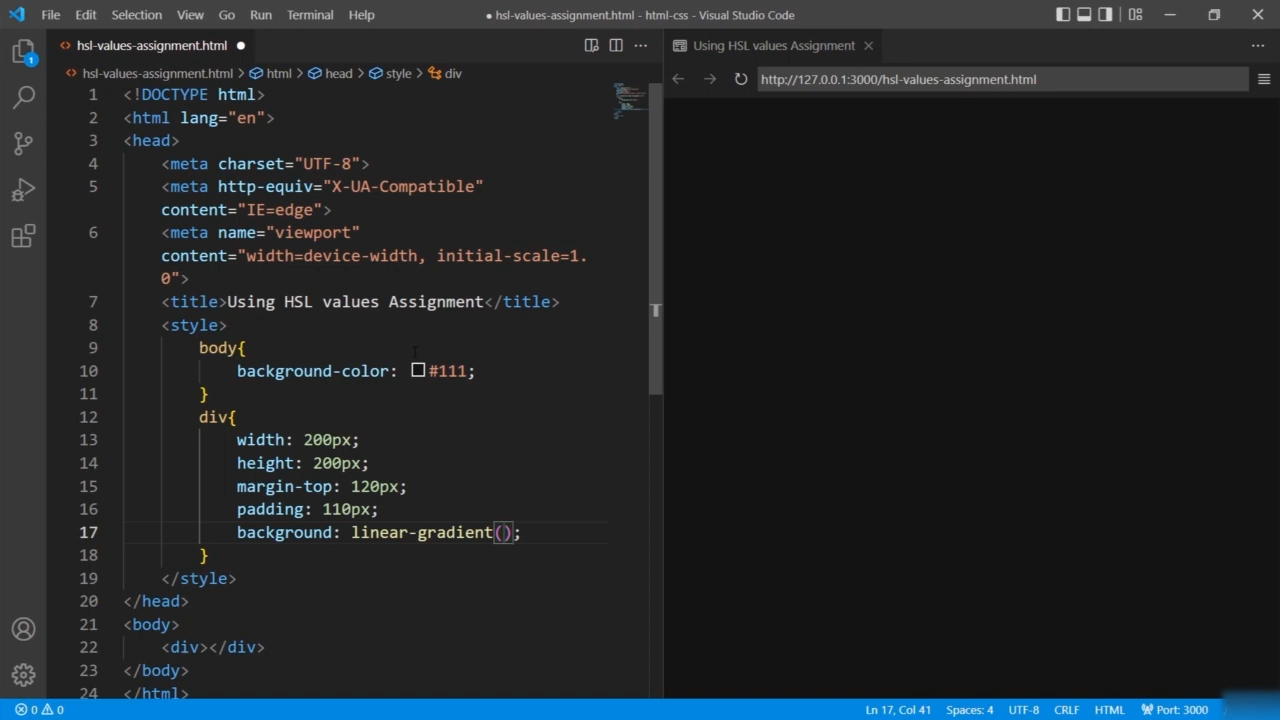 File Edit Selection View Go Run Terminal Help
● hsl-values-assignment.html - html-css - Visual Studio Code
hsl-values-assignment.html ●
Using HSL values Assignment
hsl-values-assignment.html > html > head > style > div
http://127.0.0.1:3000/hsl-values-assignment.html
1
1 <!DOCTYPE html>
2 <html lang="en">
3 <head>
4 <meta charset="UTF-8">
5 <meta http-equiv="X-UA-Compatible"
content="IE=edge">
6 <meta name="viewport"
content="width=device-width, initial-scale=1.
0">
7 <title>Using HSL values Assignment</title>
8 <style>
9 body{
10 background-color: #111;
11 }
12 div{
13 width: 200px;
14 height: 200px;
15 margin-top: 120px;
16 padding: 110px;
17 background: linear-gradient();
18 }
19 </style>
20 </head>
21 <body>
22 <div></div>
23 </body>
24 </html>
0 0 Ln 17, Col 41 Spaces: 4 UTF-8 CRLF HTML Port: 3000